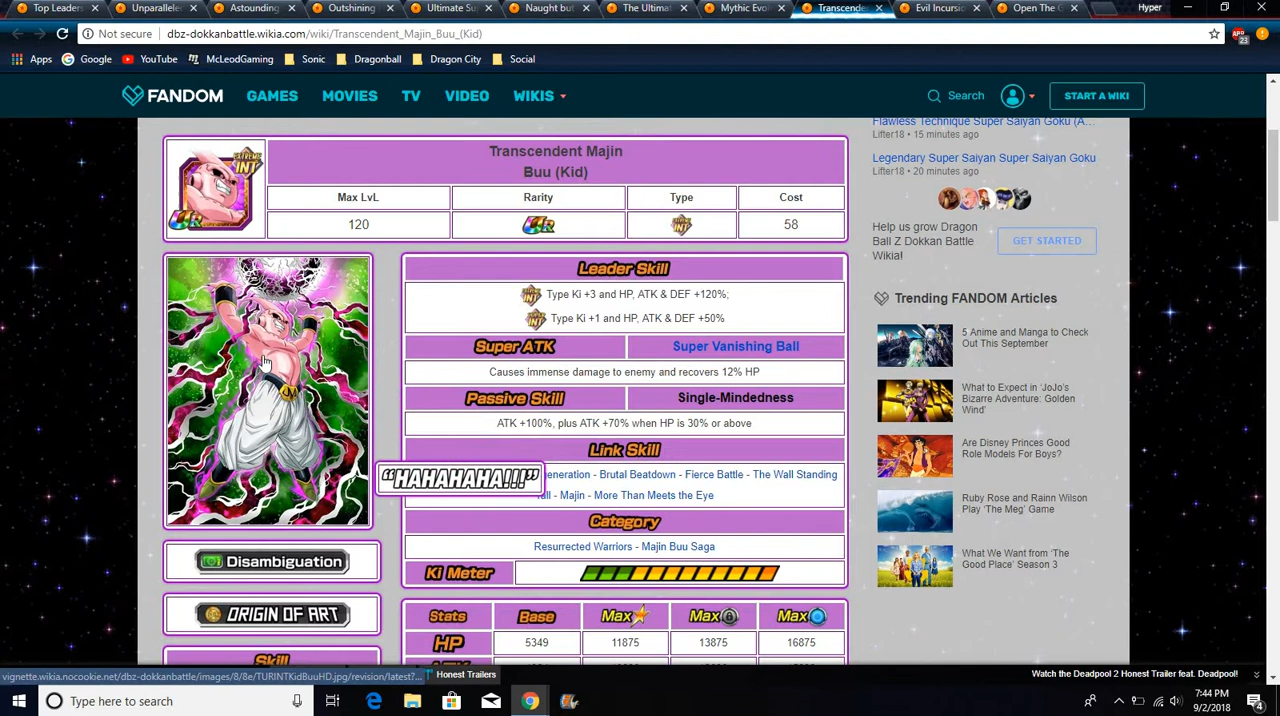 Top Leaders
Unparallele
Astounding
Outshining
Ultimate Su
Naught but
The Ultimat
Mythic Evol
Transcende
Evil Incursio
Open The G
Hyper
Not secure
dbz-dokkanbattle.wikia.com/wiki/Transcendent_Majin_Buu_(Kid)
23
Apps
Google
YouTube
McLeodGaming
Sonic
Dragonball
Dragon City
Social
FANDOM
GAMES
MOVIES
TV
VIDEO
WIKIS
Search
START A WIKI
Transcendent Majin
Buu (Kid)
Max LvL
Rarity
Type
Cost
120
UR
58
EXTREME
INT
UR
Leader Skill
Type Ki +3 and HP, ATK & DEF +120%;
Type Ki +1 and HP, ATK & DEF +50%
Super ATK
Super Vanishing Ball
Causes immense damage to enemy and recovers 12% HP
Passive Skill
Single-Mindedness
ATK +100%, plus ATK +70% when HP is 30% or above
Link Skill
"HAHAHAHA!!!"
eneration - Brutal Beatdown - Fierce Battle - The Wall Standing
Tall - Majin - More Than Meets the Eye
Category
Resurrected Warriors - Majin Buu Saga
Ki Meter
Disambiguation
ORIGIN OF ART
Skill
Stats
Base
Max
Max
Max
HP
5349
11875
13875
16875
Flawless Technique Super Saiyan Goku (A...
Lifter18 • 15 minutes ago
Legendary Super Saiyan Super Saiyan Goku
Lifter18 • 20 minutes ago
Help us grow Dragon
Ball Z Dokkan Battle
Wikia!
GET STARTED
Trending FANDOM Articles
5 Anime and Manga to Check
Out This September
What to Expect in 'JoJo's
Bizarre Adventure: Golden
Wind'
Are Disney Princes Good
Role Models For Boys?
Ruby Rose and Rainn Wilson
Play 'The Meg' Game
What We Want from 'The
Good Place' Season 3
vignette.wikia.nocookie.net/dbz-dokkanbattle/images/8/8e/TURINTKidBuuHD.jpg/revision/latest?...
Honest Trailers
Watch the Deadpool 2 Honest Trailer feat. Deadpool!
Type here to search
7:44 PM
9/2/2018
4